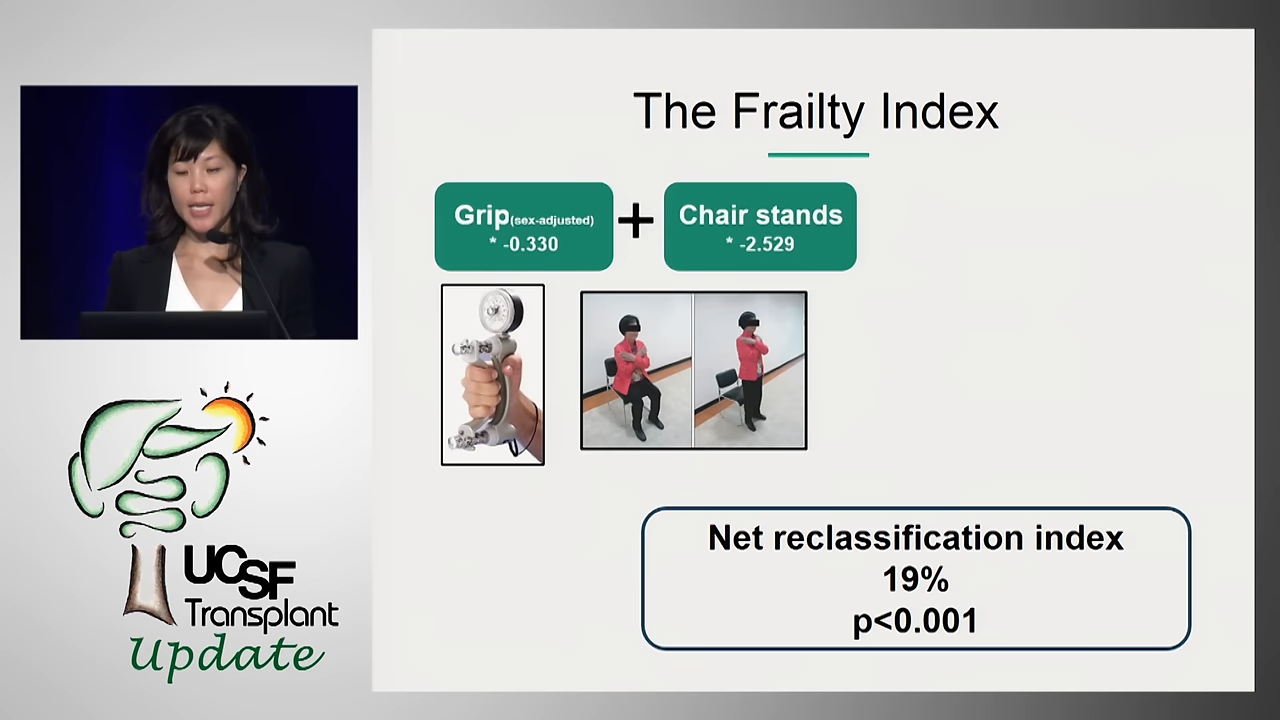 The Frailty Index
Grip(sex-adjusted)
* -0.330
+
Chair stands
* -2.529
Net reclassification index
19%
p<0.001
UCSF
Transplant
Update